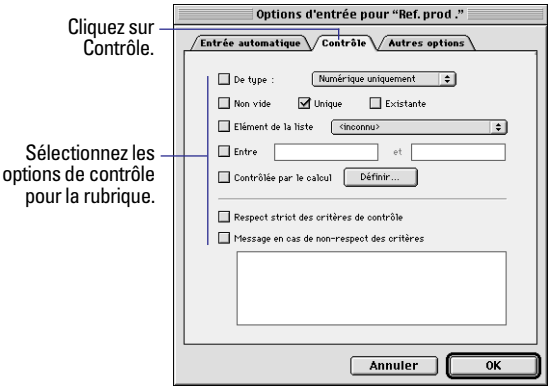 Options d'entrée pour “Ref. prod .”
Cliquez sur
Contrôle.
Entrée automatique
Contrôle
Autres options
De type :
Numérique uniquement
Non vide
Unique
Existante
Elément de la liste
<inconnu>
Entre
et
Sélectionnez les
options de contrôle
pour la rubrique.
Contrôlée par le calcul
Définir...
Respect strict des critères de contrôle
Message en cas de non-respect des critères
Annuler
OK